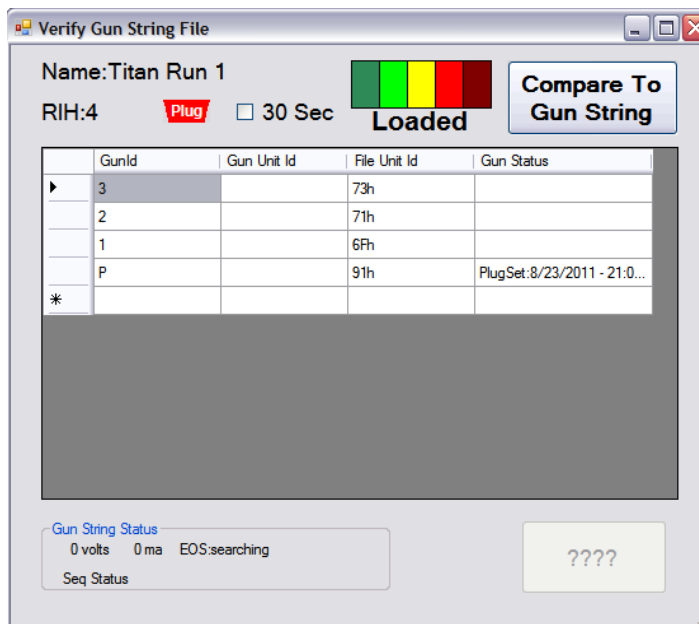 Verify Gun String File
Name:Titan Run 1
RIH:4 Plug 30 Sec Loaded Compare To Gun String
GunId Gun Unit Id File Unit Id Gun Status
3 73h
2 71h
1 6Fh
P 91h PlugSet:8/23/2011 - 21:0...
Gun String Status
0 volts 0 ma EOS:searching
Seq Status
????